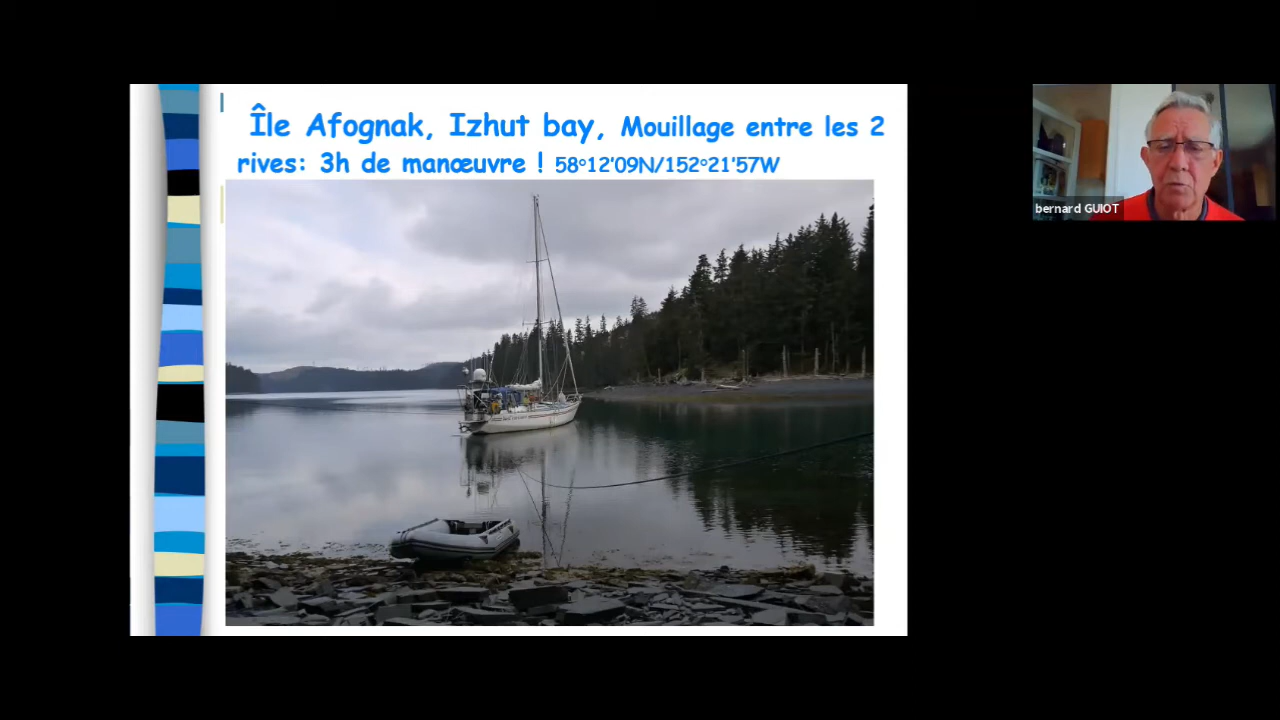 Île Afognak, Izhut bay, Mouillage entre les 2
rives: 3h de manœuvre ! 58°12'09N/152°21'57W
bernard GUIOT